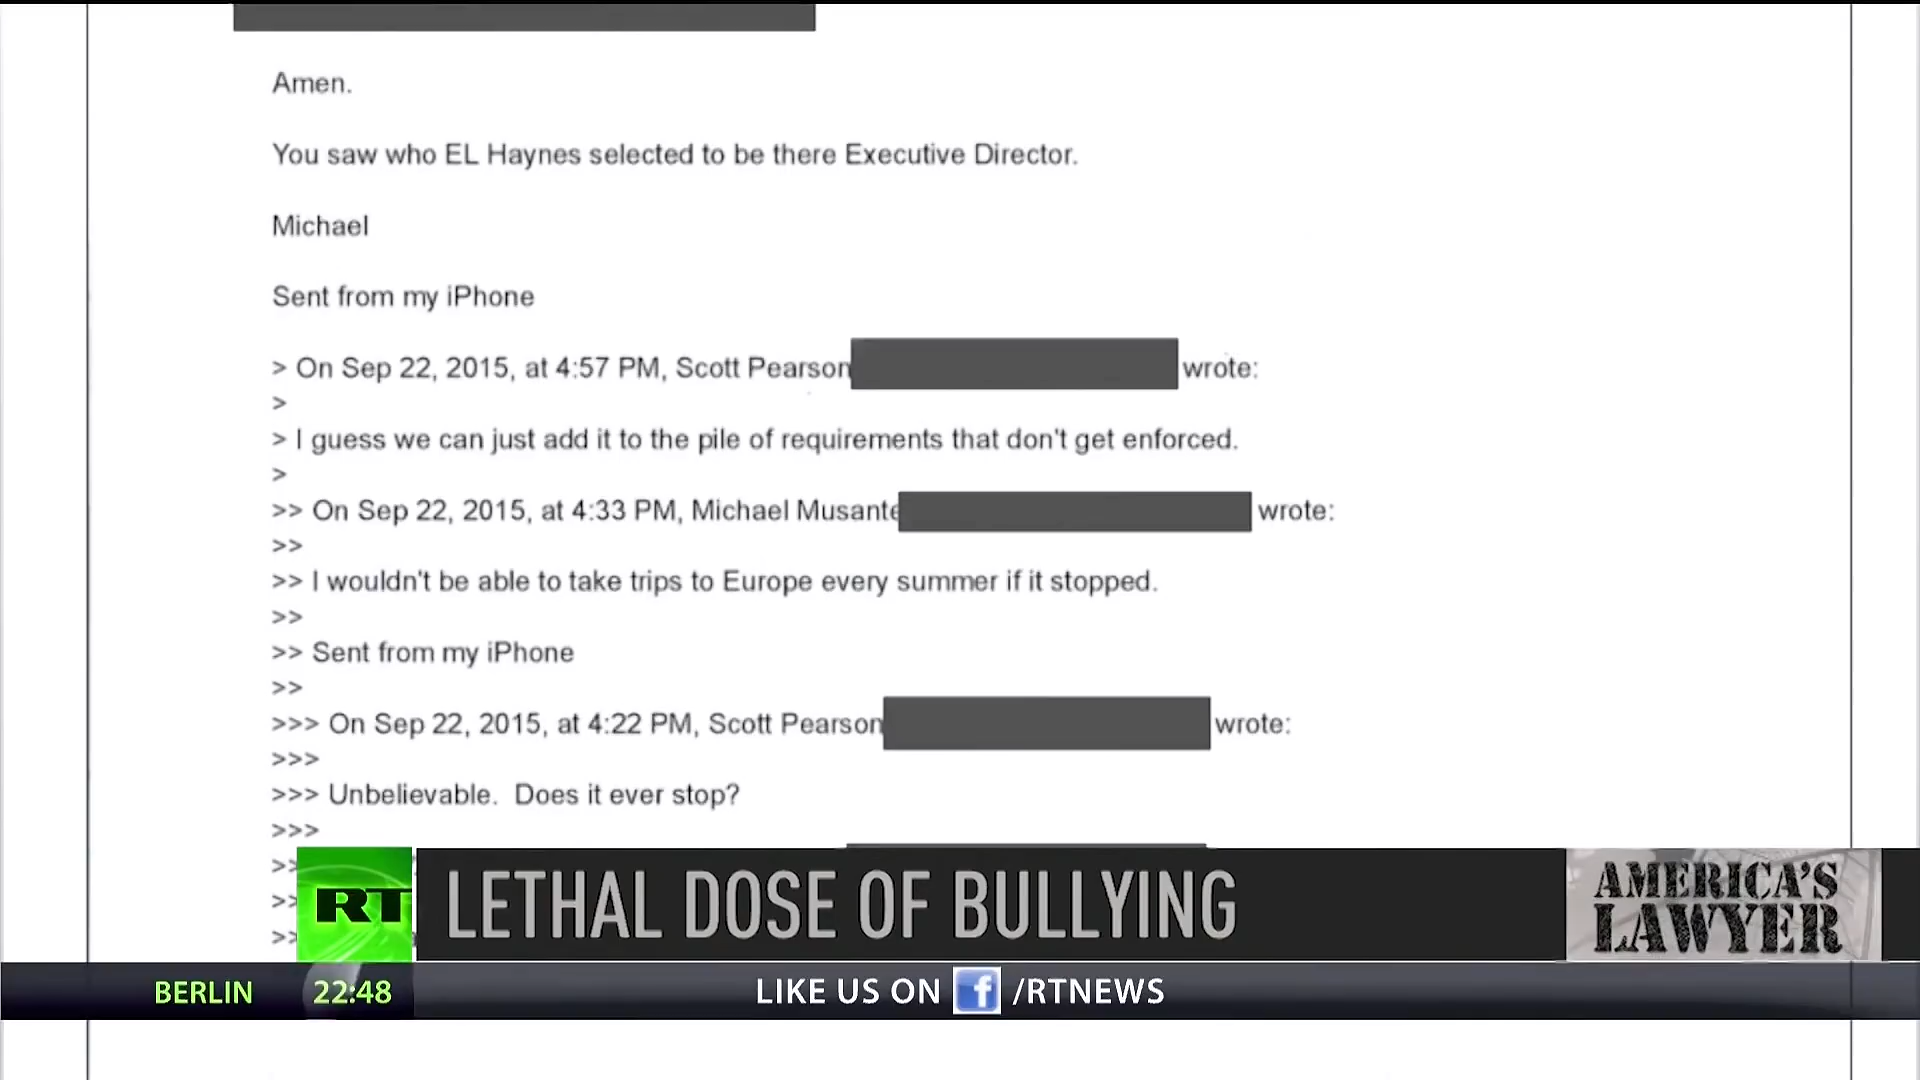 Amen.
You saw who EL Haynes selected to be there Executive Director.
Michael
Sent from my iPhone
> On Sep 22, 2015, at 4:57 PM, Scott Pearson wrote:
>
> I guess we can just add it to the pile of requirements that don't get enforced.
>
>> On Sep 22, 2015, at 4:33 PM, Michael Musante wrote:
>>
>> I wouldn't be able to take trips to Europe every summer if it stopped.
>>
>> Sent from my iPhone
>>
>>> On Sep 22, 2015, at 4:22 PM, Scott Pearson wrote:
>>>
>>> Unbelievable.  Does it ever stop?
>>>
>>
>>
>>
RT
LETHAL DOSE OF BULLYING
AMERICA'S
LAWYER
BERLIN 22:48
LIKE US ON f /RTNEWS